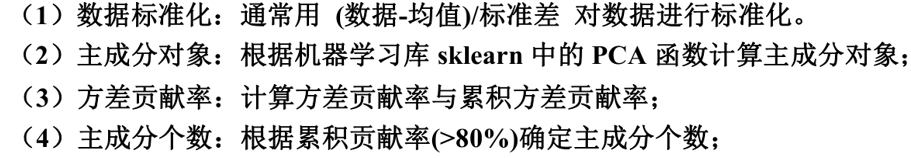 （1）数据标准化：通常用 (数据-均值)/标准差 对数据进行标准化。
（2）主成分对象：根据机器学习库 sklearn 中的 PCA 函数计算主成分对象；
（3）方差贡献率：计算方差贡献率与累积方差贡献率；
（4）主成分个数：根据累积贡献率(>80%)确定主成分个数；